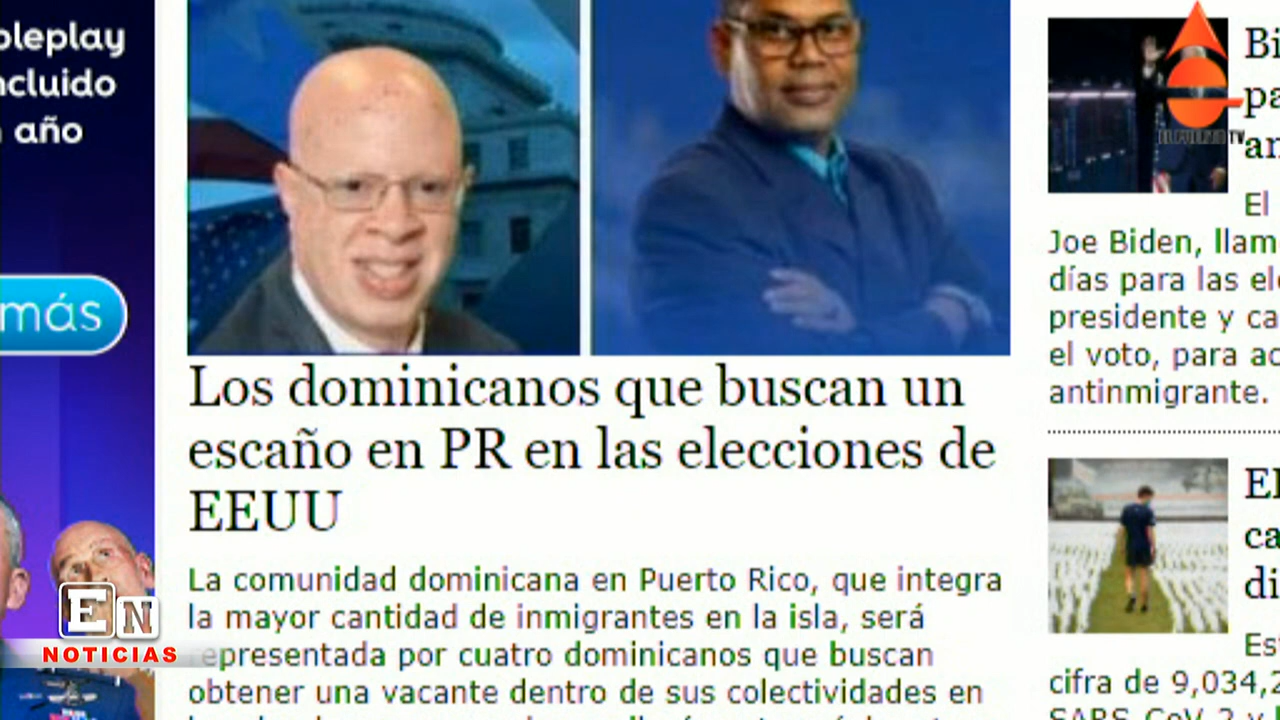 oleplay
ncluido
n año
más
EN
NOTICIAS
Los dominicanos que buscan un
escaño en PR en las elecciones de
EEUU
La comunidad dominicana en Puerto Rico, que integra
la mayor cantidad de inmigrantes en la isla, será
epresentada por cuatro dominicanos que buscan
obtener una vacante dentro de sus colectividades en
Bi
pa
an
El
Joe Biden, llam
días para las ele
presidente y ca
el voto, para ac
antinmigrante.
El
ca
di
Es
cifra de 9,034,2
SARS-CoV-2 y